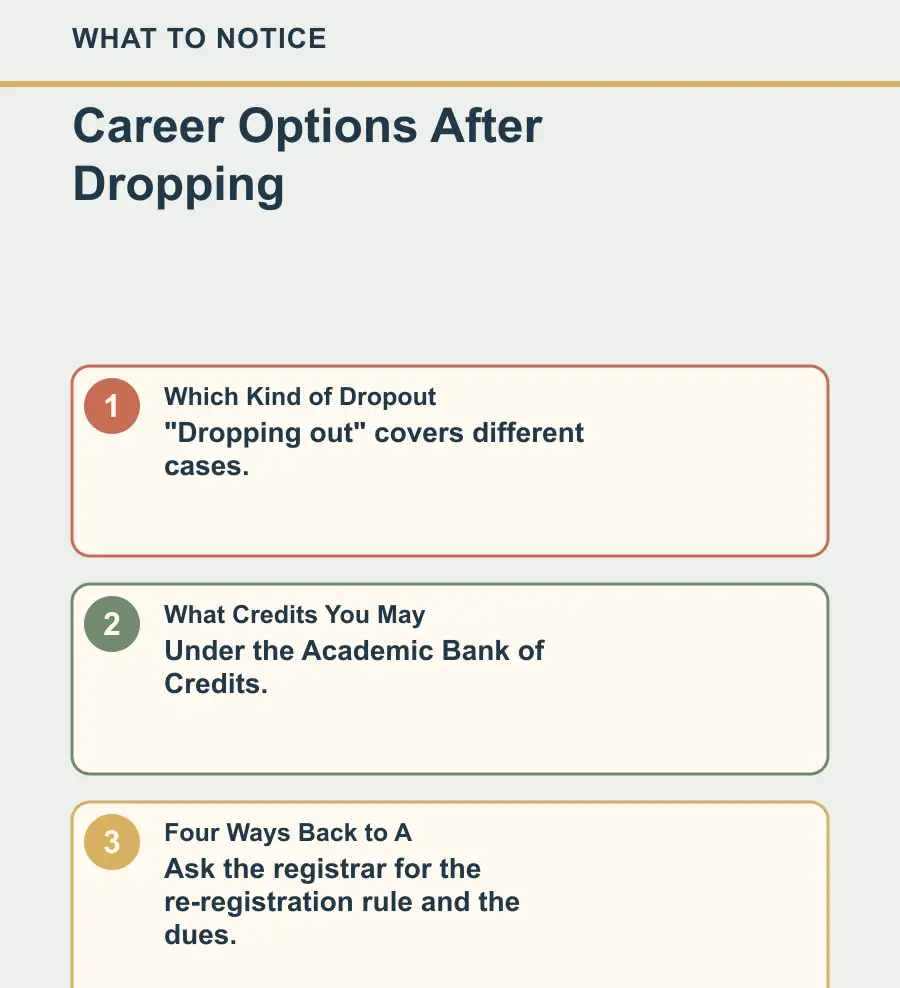 WHAT TO NOTICE
Career Options After
Dropping
1
Which Kind of Dropout
"Dropping out" covers different
cases.
2
What Credits You May
Under the Academic Bank of
Credits.
3
Four Ways Back to A
Ask the registrar for the
re-registration rule and the
dues.